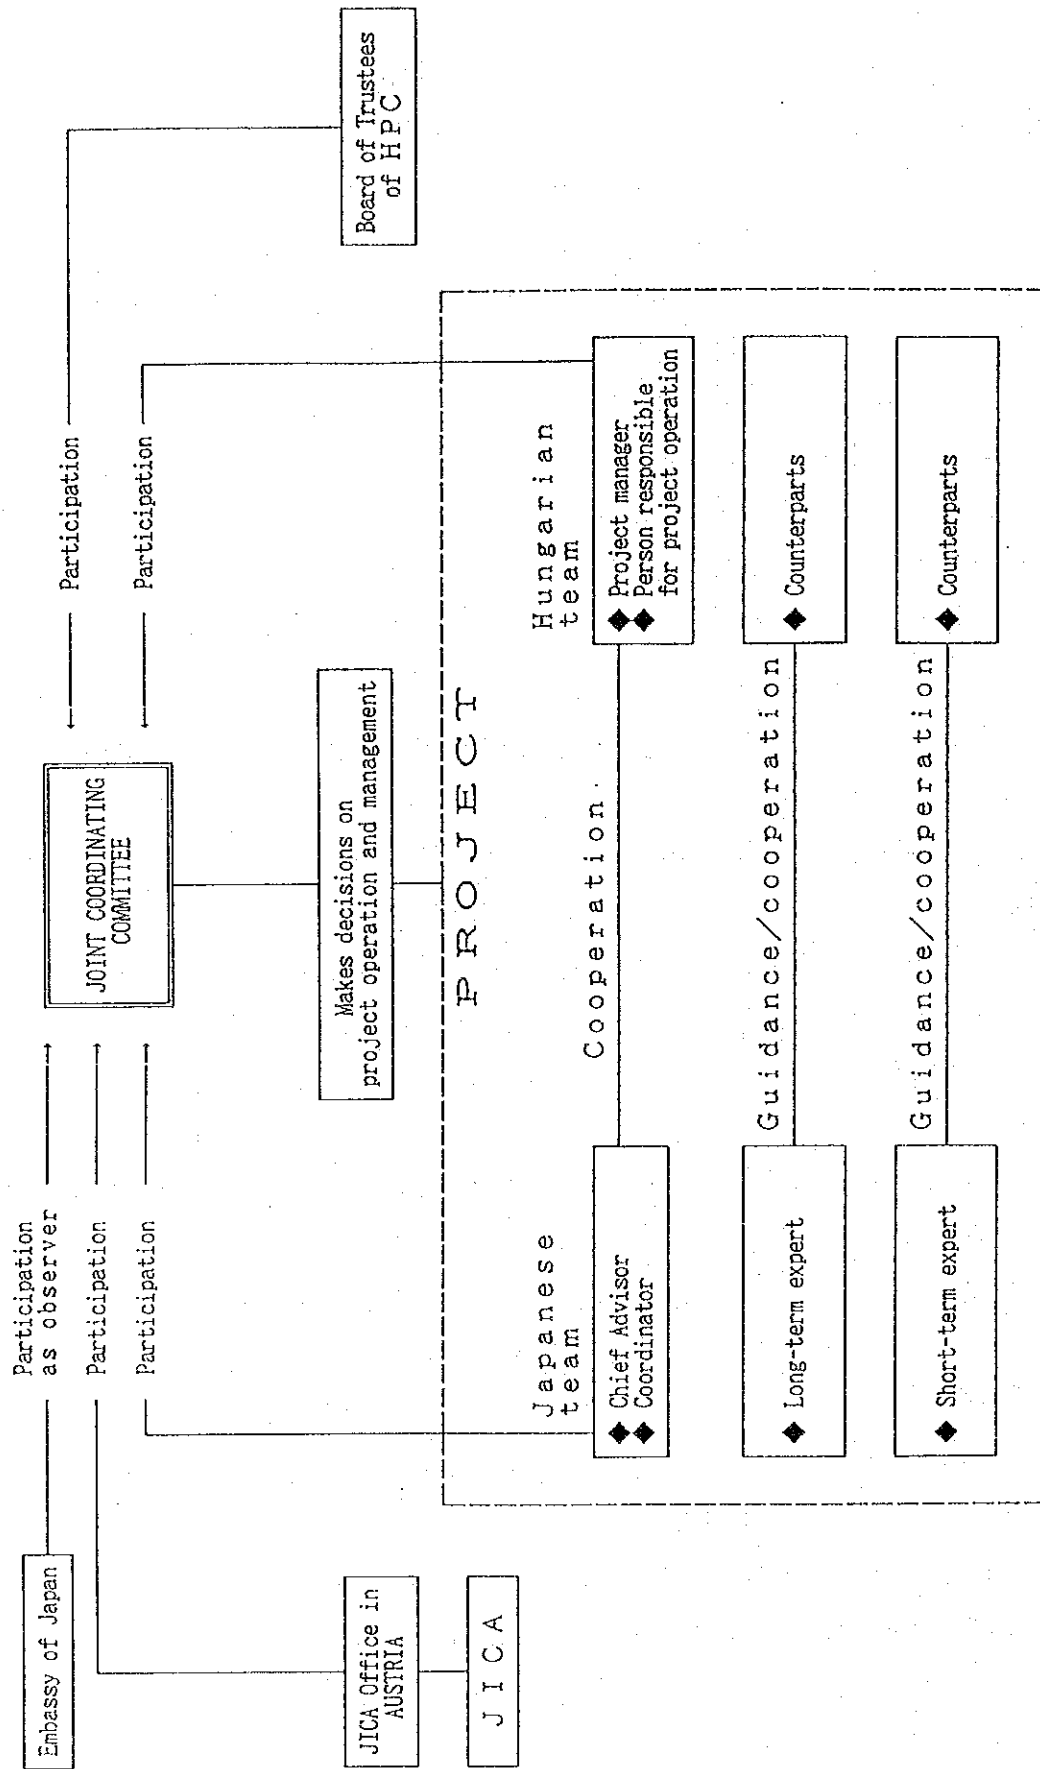 Embassy of Japan
Participation
as observer
Participation
Participation
JOINT COORDINATING
COMMITTEE
Participation
Participation
JICA Office in
AUSTRIA
J I C A
Makes decisions on
project operation and management
Board of Trustees
of HPC
PROJECT
Japanese
team
Hungarian
team
◆ Chief Advisor
◆ Coordinator
Cooperation
◆ Project manager
◆ Person responsible
for project operation
◆ Long-term expert
Guidance/cooperation
◆ Counterparts
◆ Short-term expert
Guidance/cooperation
◆ Counterparts